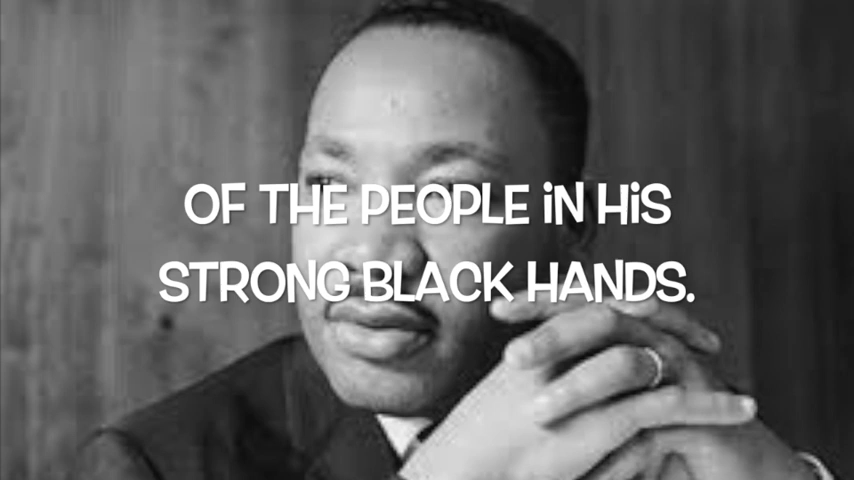 OF THE PEOPLE iN HiS
STRONG BLACK HANDS.